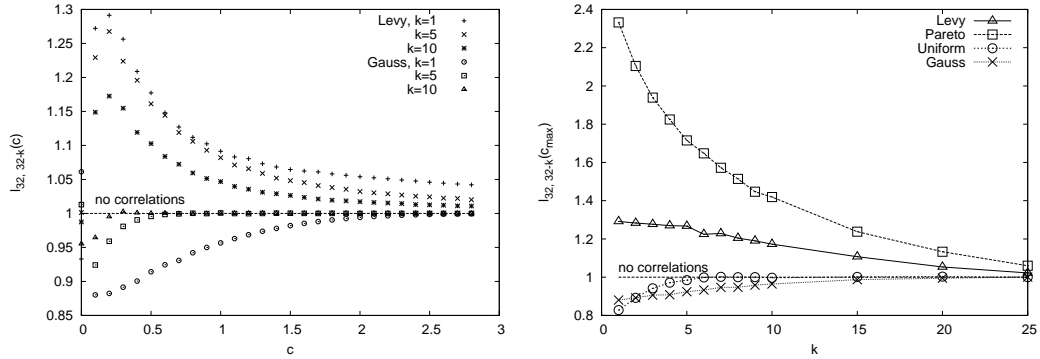 1.3
1.25
1.2
1.15
1.1
1.05
1
0.95
0.9
0.85
0
0.5
1
1.5
2
2.5
3
c
I32, 32-k(c)
Levy, k=1
k=5
k=10
Gauss, k=1
k=5
k=10
no correlations
2.4
2.2
2
1.8
1.6
1.4
1.2
1
0.8
0
5
10
15
20
25
k
I32, 32-k(cmax)
Levy
Pareto
Uniform
Gauss
no correlations